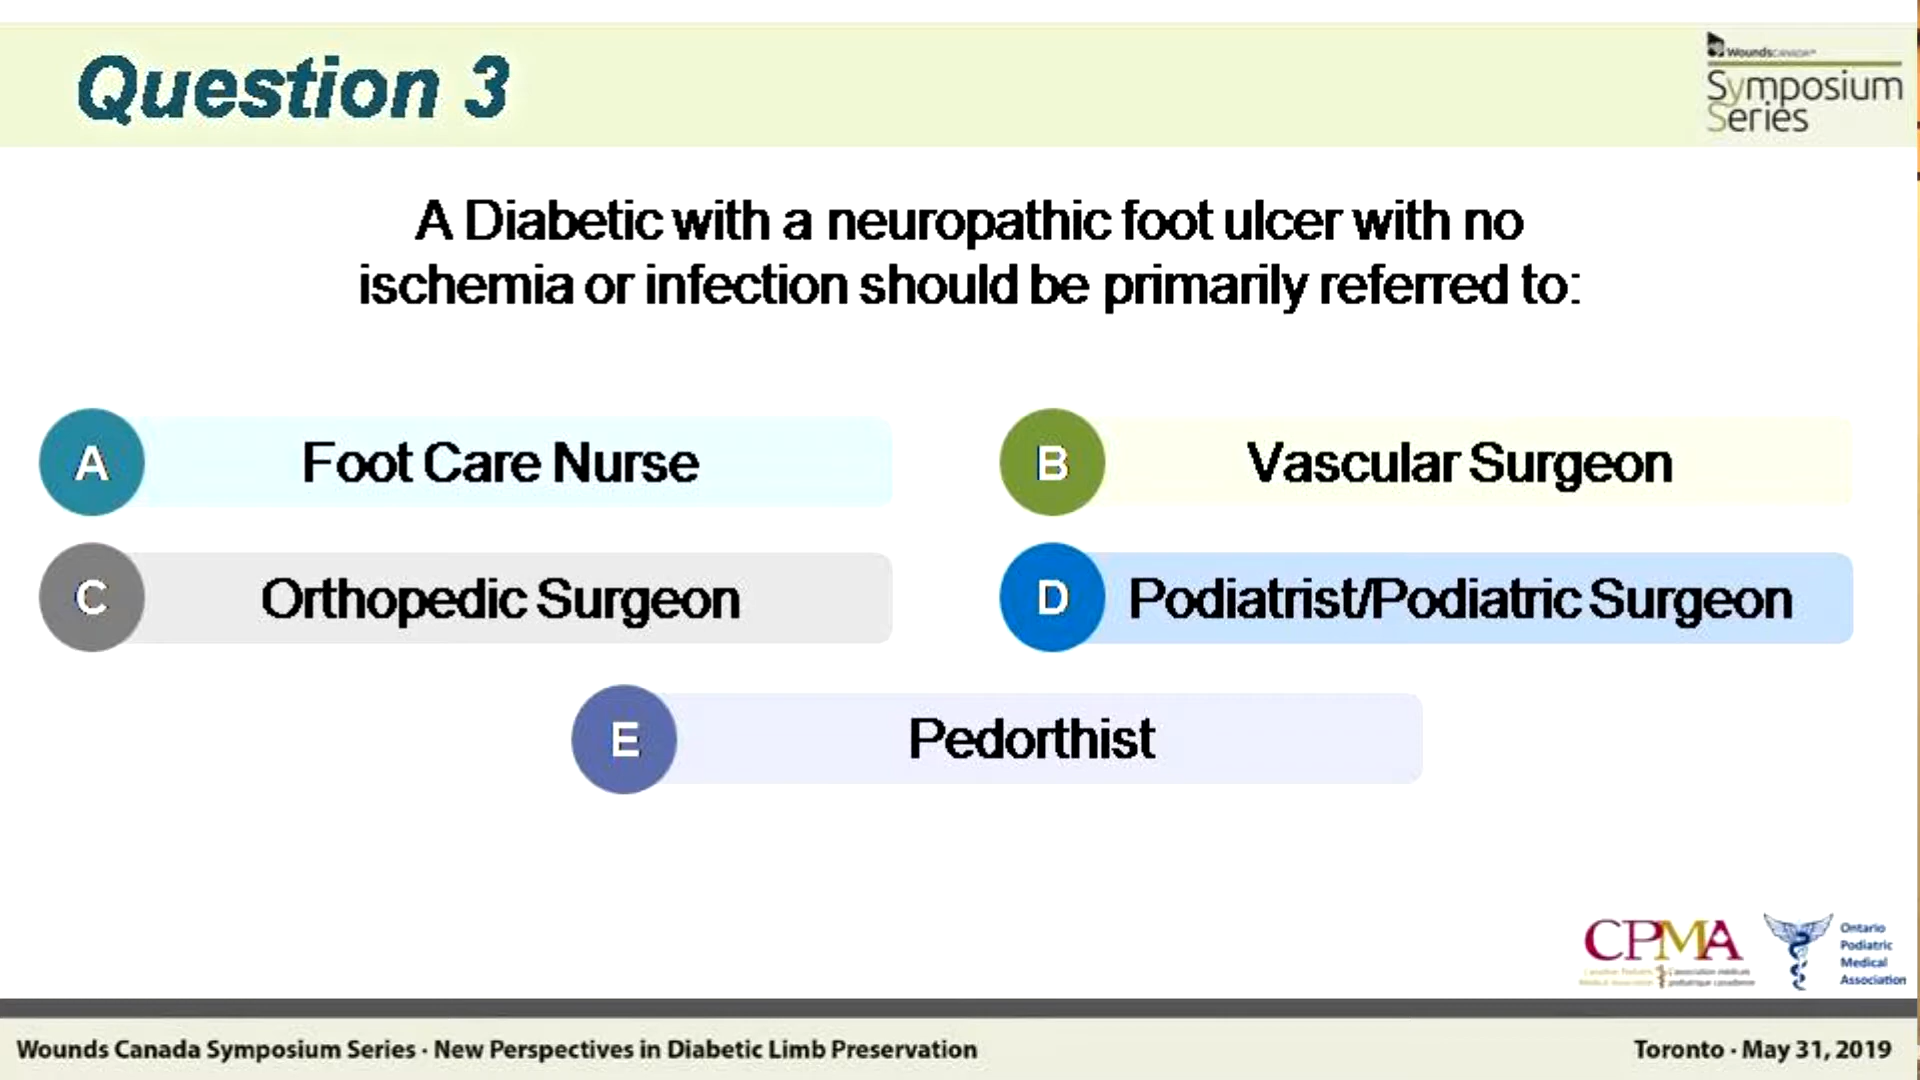 Question 3
WoundsCANADA
Symposium
Series
A Diabetic with a neuropathic foot ulcer with no
ischemia or infection should be primarily referred to:
A Foot Care Nurse
B Vascular Surgeon
C Orthopedic Surgeon
D Podiatrist/Podiatric Surgeon
E Pedorthist
CPMA
Ontario
Podiatric
Medical
Association
Wounds Canada Symposium Series · New Perspectives in Diabetic Limb Preservation
Toronto · May 31, 2019